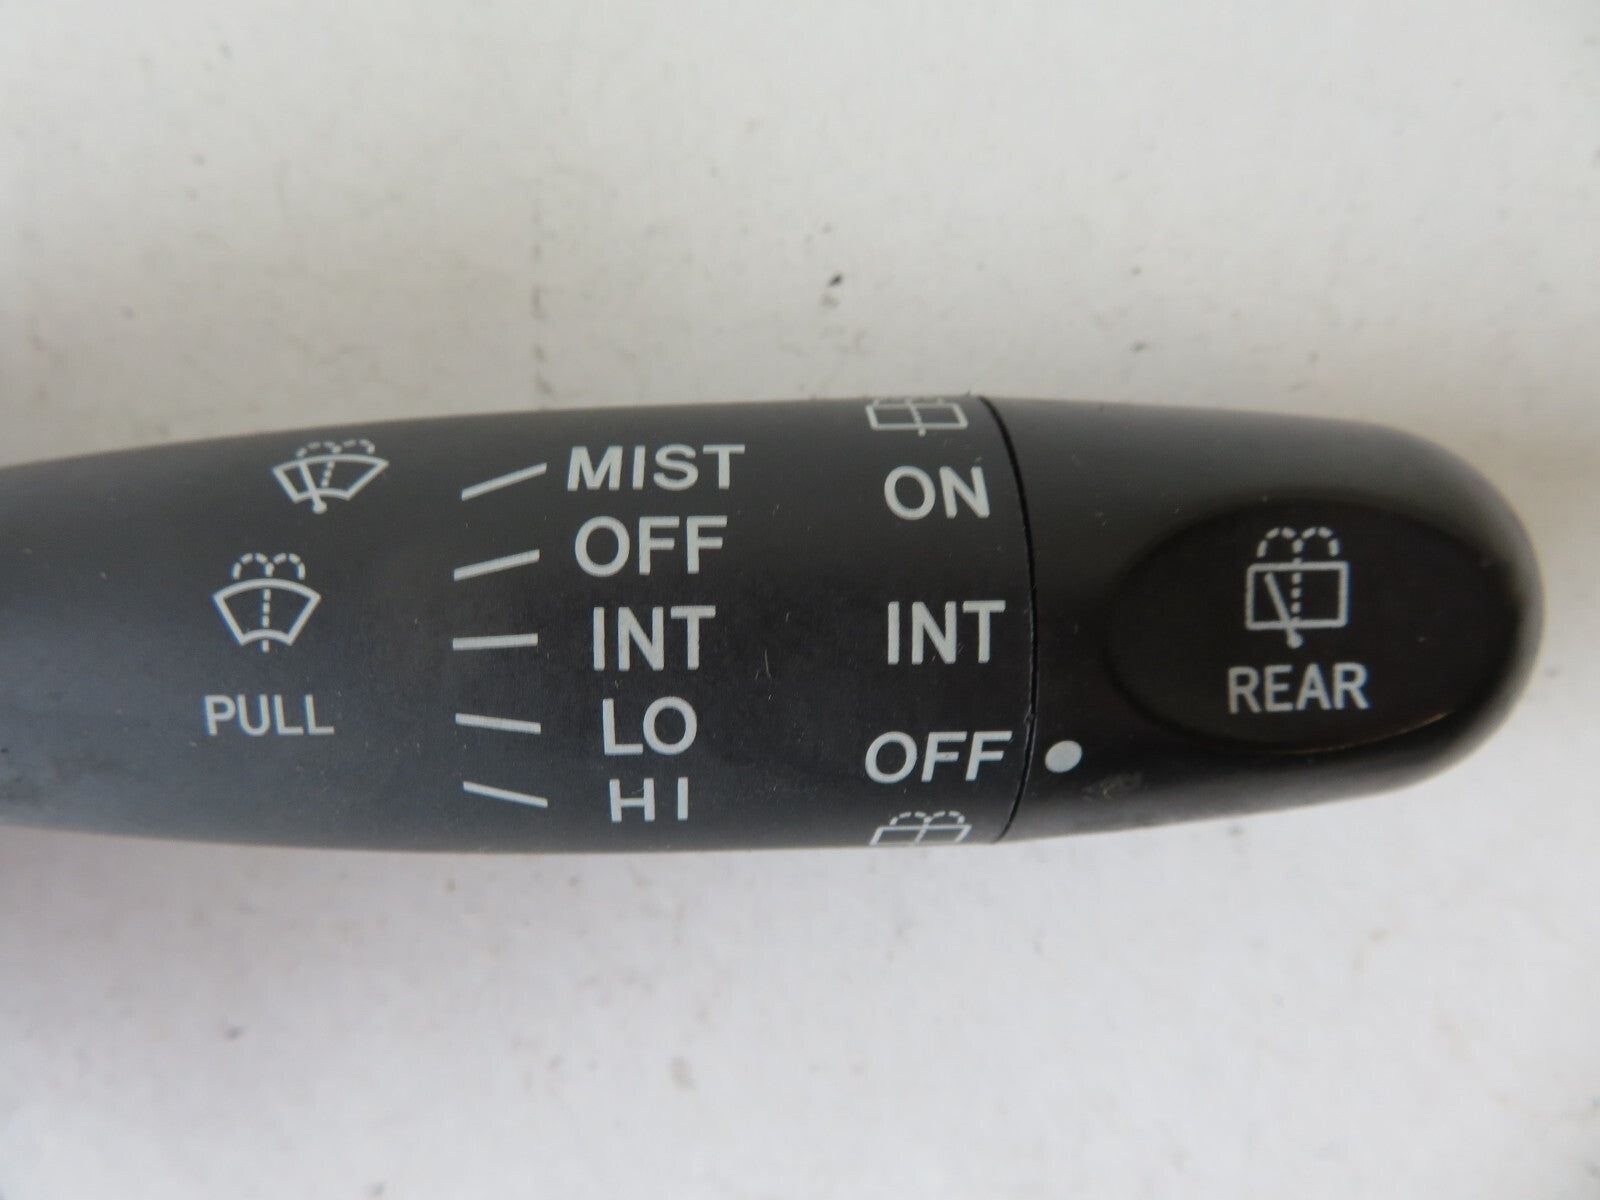 MIST
OFF
INT
LO
HI
PULL
ON
INT
OFF
REAR